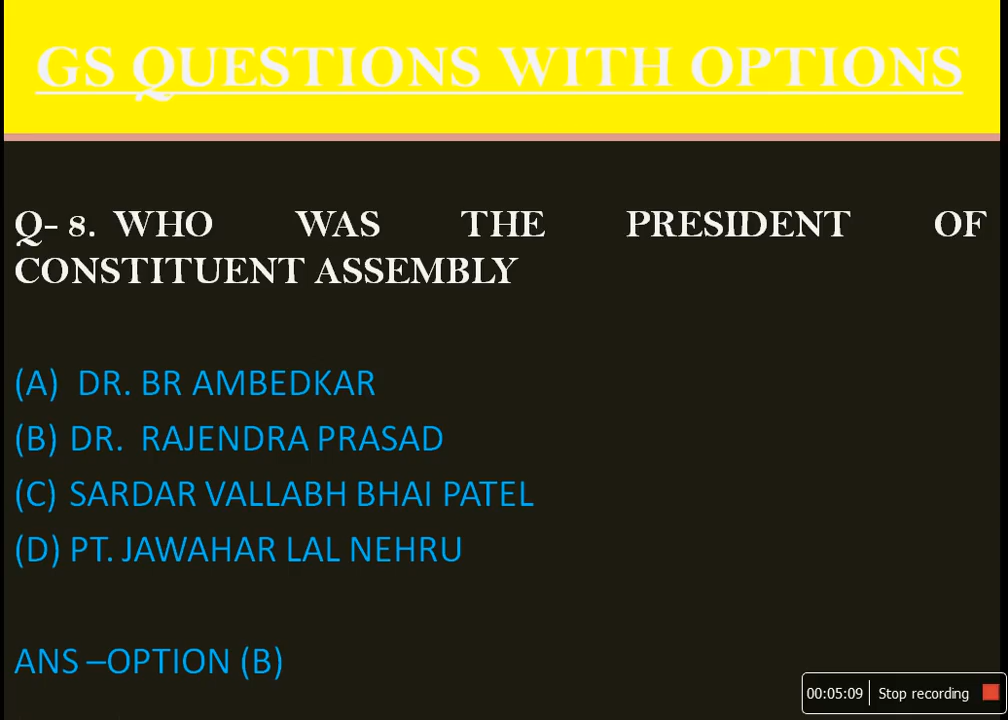 GS QUESTIONS WITH OPTIONS
Q- 8. WHO WAS THE PRESIDENT OF
CONSTITUENT ASSEMBLY
(A) DR. BR AMBEDKAR
(B) DR. RAJENDRA PRASAD
(C) SARDAR VALLABH BHAI PATEL
(D) PT. JAWAHAR LAL NEHRU
ANS –OPTION (B)
00:05:09 Stop recording